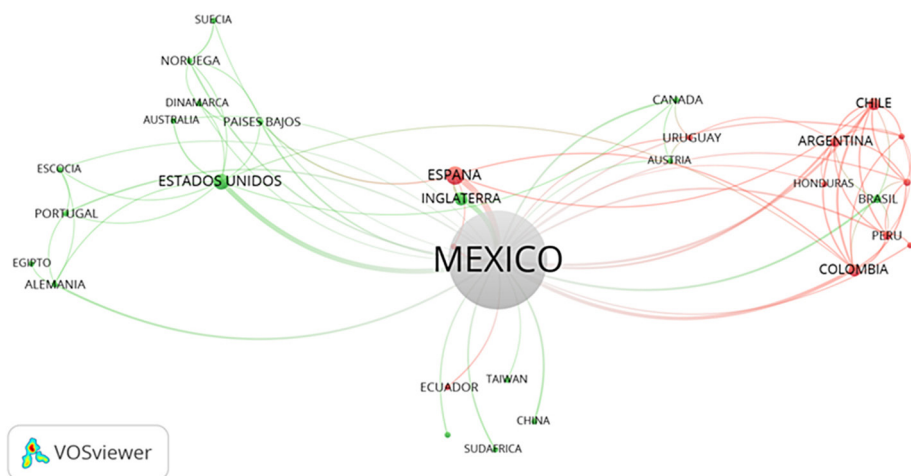 SUECIA
NORUEGA
DINAMARCA
AUSTRALIA
PAISES BAJOS
CANADA
CHILE
URUGUAY
ARGENTINA
AUSTRIA
ESCOCIA
ESTADOS UNIDOS
ESPANA
HONDURAS
INGLATERRA
BRASIL
PORTUGAL
PERU
EGIPTO
MEXICO
COLOMBIA
ALEMANIA
ECUADOR
TAIWAN
CHINA
SUDAFRICA
VOSviewer